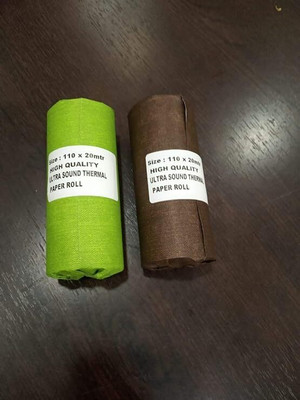 Size : 110 x 20mtr
HIGH QUALITY
ULTRA SOUND THERMAL
PAPER ROLL
Size : 110 x 20mt
HIGH QUALITY
ULTRA SOUND THERMAL
PAPER ROLL